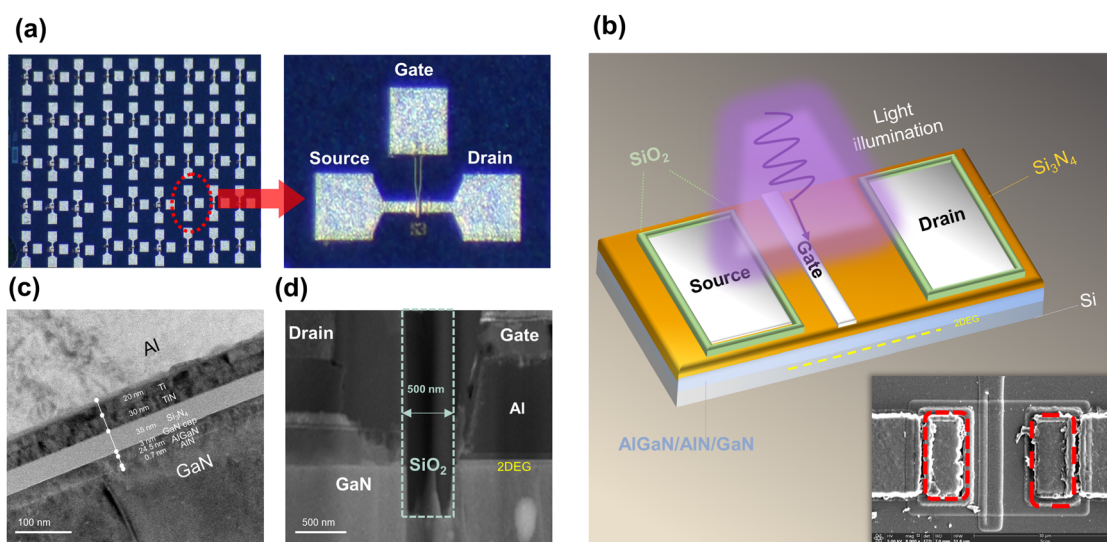 (a)
Gate
Source
Drain
(b)
Light
illumination
SiO2
Si3N4
Source
Gate
Drain
Si
2DEG
AlGaN/AlN/GaN
(c)
Al
20 nm Ti
30 nm TiN
35 nm Si3N4
3 nm GaN cap
24.5 nm AlGaN
0.7 nm AlN
GaN
100 nm
(d)
Drain
Gate
500 nm
Al
SiO2
2DEG
GaN
500 nm